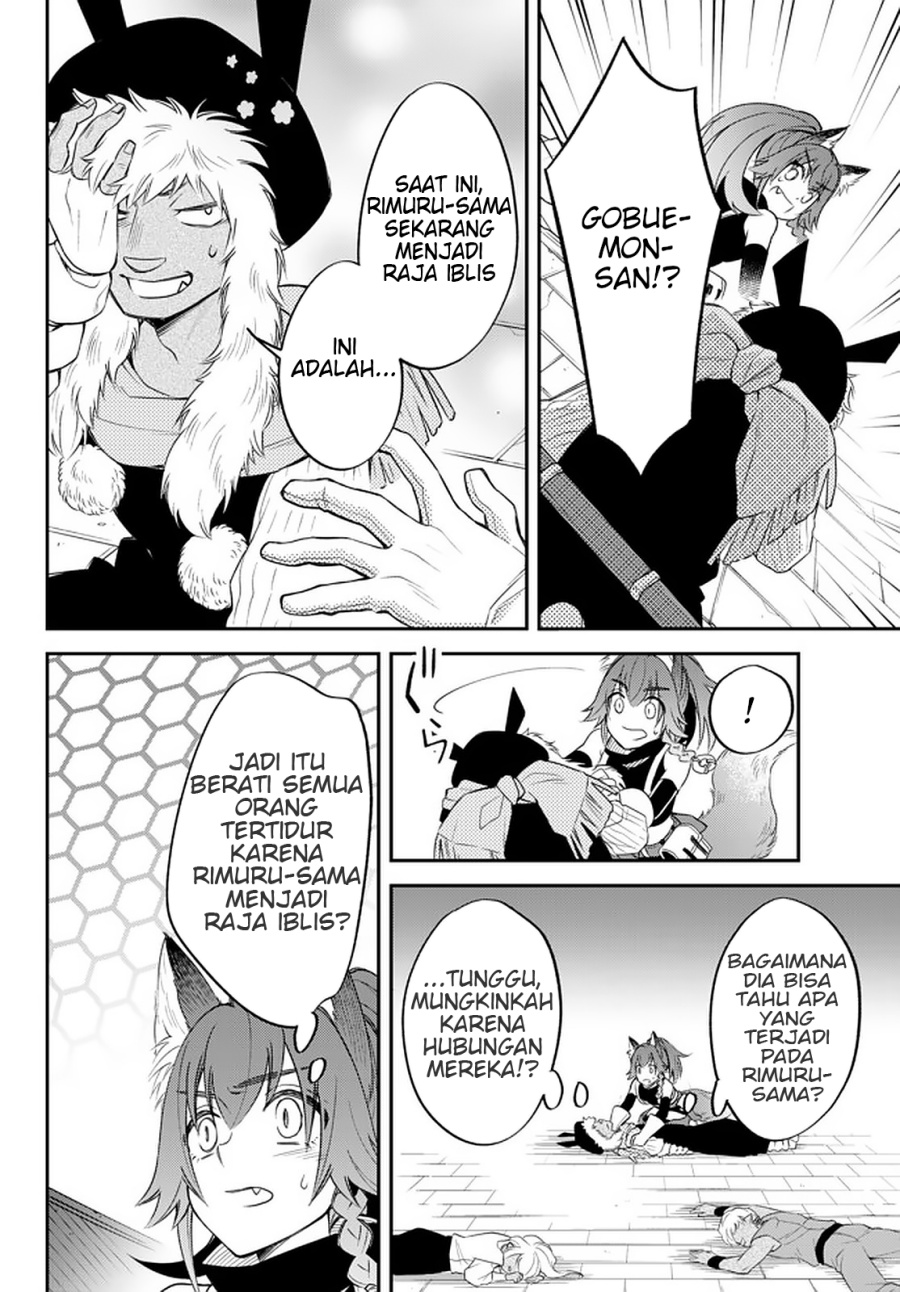 GOBUE-
MON-
SAN!?
SAAT INI,
RIMURU-SAMA
SEKARANG
MENJADI
RAJA IBLIS
INI
ADALAH...
!
BAGAIMANA
DIA BISA
TAHU APA
YANG
TERJADI
PADA
RIMURU-
SAMA?
...TUNGGU,
MUNGKINKAH
KARENA
HUBUNGAN
MEREKA!?
JADI ITU
BERATI SEMUA
ORANG
TERTIDUR
KARENA
RIMURU-SAMA
MENJADI
RAJA IBLIS?